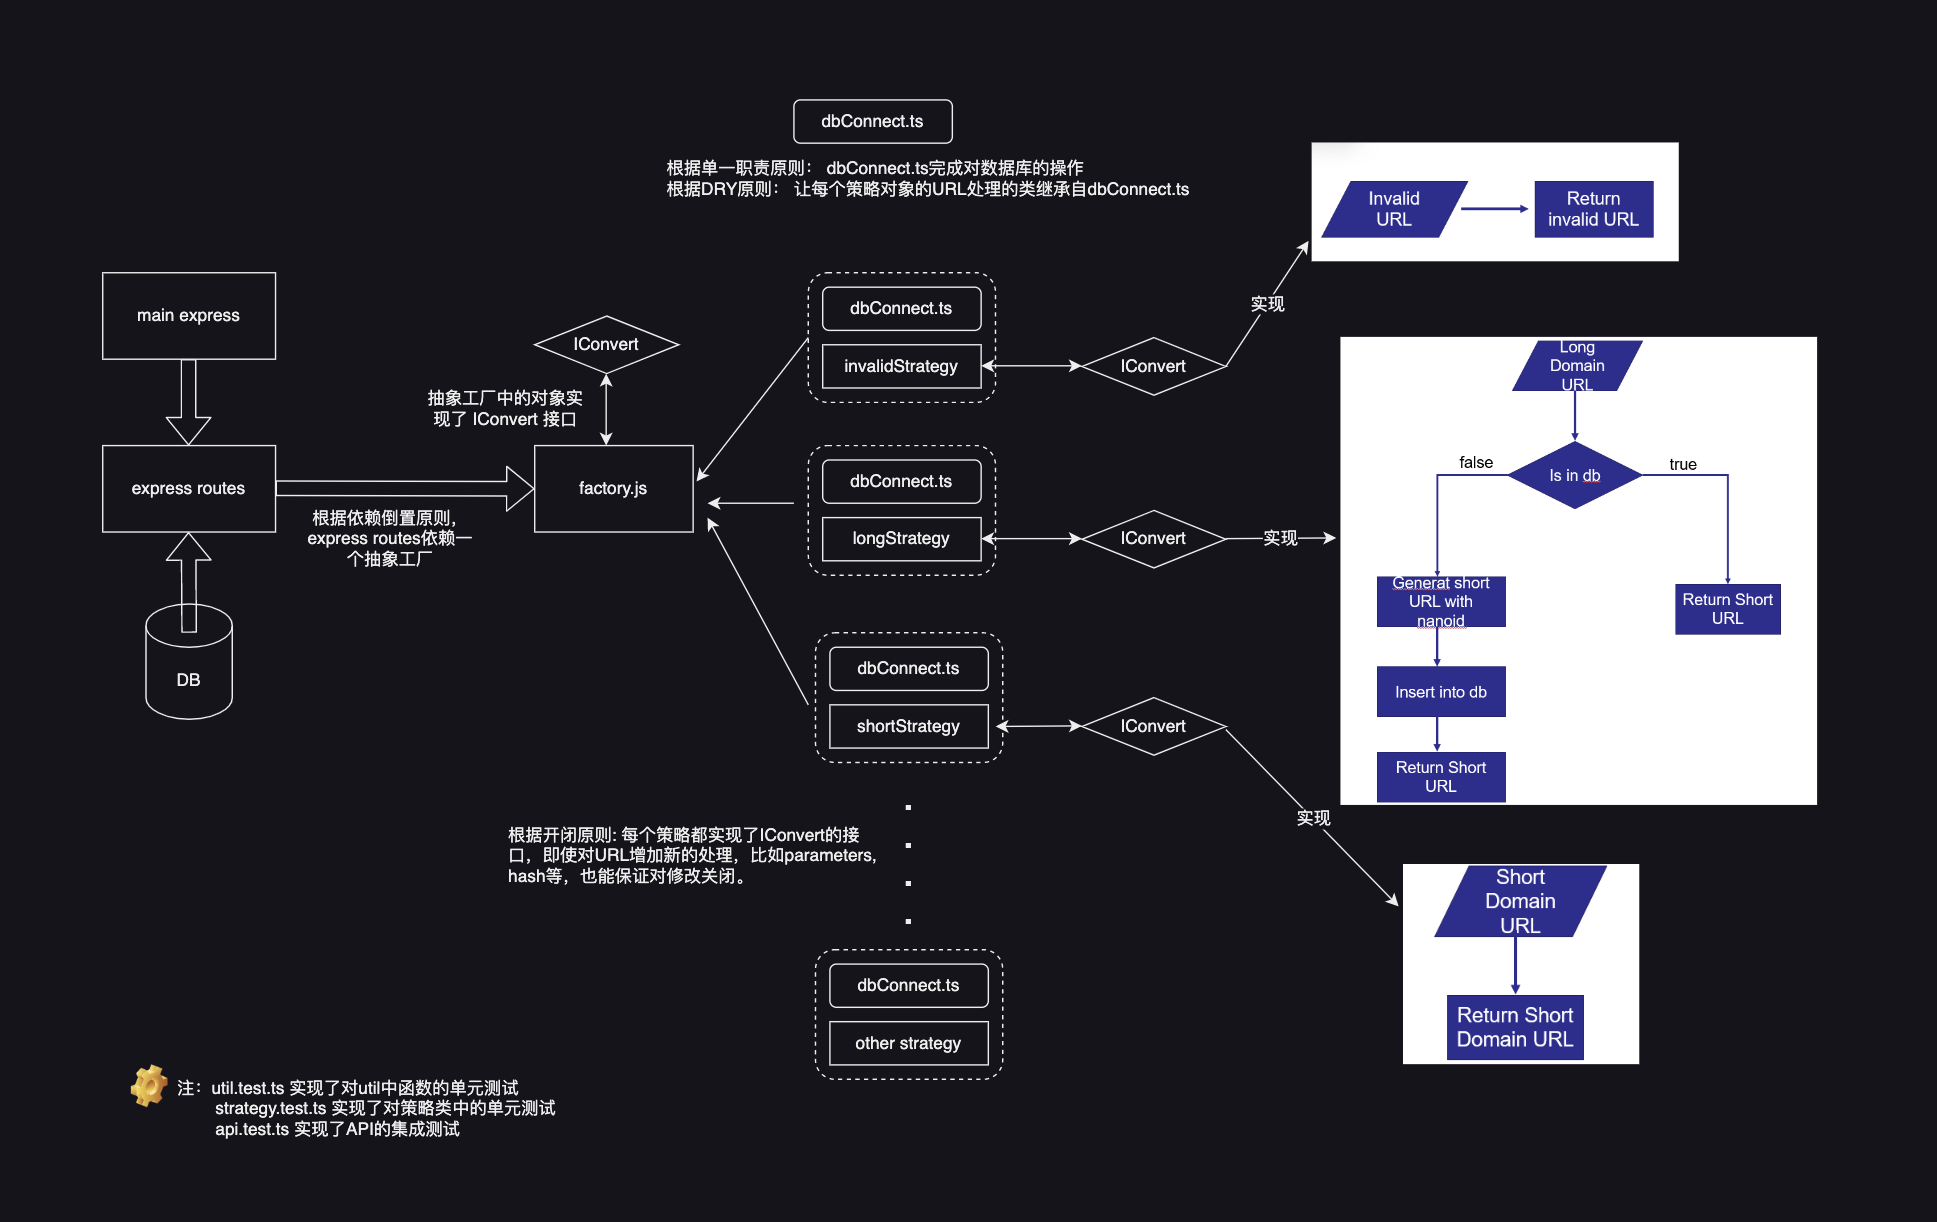 dbConnect.ts
根据单一职责原则： dbConnect.ts完成对数据库的操作
根据DRY原则： 让每个策略对象的URL处理的类继承自dbConnect.ts
Invalid
URL
Return
invalid URL
main express
IConvert
抽象工厂中的对象实
现了 IConvert 接口
express routes
根据依赖倒置原则，
express routes依赖一
个抽象工厂
factory.js
DB
dbConnect.ts
invalidStrategy
IConvert
实现
dbConnect.ts
longStrategy
IConvert
实现
dbConnect.ts
shortStrategy
IConvert
实现
Long
Domain
URL
Is in db
false
true
Generat short
URL with
nanoid
Return Short
URL
Insert into db
Return Short
URL
根据开闭原则: 每个策略都实现了IConvert的接
口，即使对URL增加新的处理，比如parameters,
hash等，也能保证对修改关闭。
Short
Domain
URL
Return Short
Domain URL
dbConnect.ts
other strategy
注：util.test.ts 实现了对util中函数的单元测试
strategy.test.ts 实现了对策略类中的单元测试
api.test.ts 实现了API的集成测试